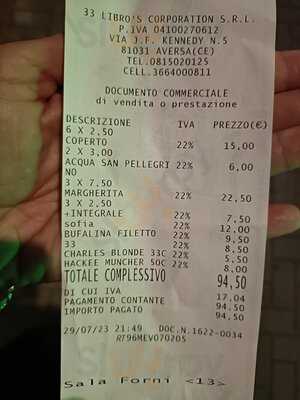 33 LIBRO'S CORPORATION S.R.L.
P.IVA 04100270612
VIA J.F. KENNEDY N.5
81031 AVERSA(CE)
TEL.0815020125
CELL.3664000811
DOCUMENTO COMMERCIALE
di vendita o prestazione
DESCRIZIONE IVA PREZZO(€)
6 X 2,50
COPERTO 22% 15,00
2 X 3,00
ACQUA SAN PELLEGRI 22% 6,00
NO
3 X 7,50
MARGHERITA 22% 22,50
3 X 2,50
+INTEGRALE 22% 7,50
sofia 22% 12,00
BUFALINA FILETTO 22% 9,50
33 22% 8,50
CHARLES BLONDE 33C 22% 5,50
HACKEE MUNCHER 50C 22% 8,00
TOTALE COMPLESSIVO 94,50
DI CUI IVA 17,04
PAGAMENTO CONTANTE 94,50
IMPORTO PAGATO 94,50
29/07/23 21:49 DOC.N.1622-0034
RT96MEV070205
Sala Forni <13>